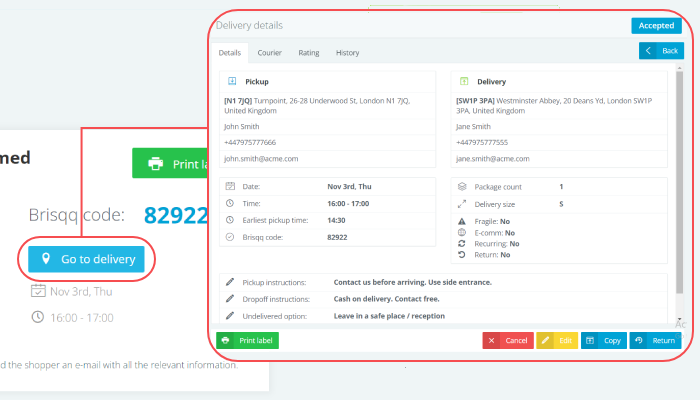 Delivery details
Accepted
Details Courier Rating History
Back
Pickup
[N1 7JQ] Turnpoint, 26-28 Underwood St, London N1 7JQ,
United Kingdom
John Smith
+447975777666
john.smith@acme.com
Delivery
[SW1P 3PA] Westminster Abbey, 20 Deans Yd, London SW1P
3PA, United Kingdom
Jane Smith
+447975777555
jane.smith@acme.com
Date: Nov 3rd, Thu
Time: 16:00 - 17:00
Earliest pickup time: 14:30
Brisqq code: 82922
Package count 1
Delivery size S
Fragile: No
E-comm: No
Recurring: No
Return: No
Pickup instructions: Contact us before arriving. Use side entrance.
Dropoff instructions: Cash on delivery. Contact free.
Undelivered option: Leave in a safe place / reception
Print label
Cancel
Edit
Copy
Return
med
Print la
Brisqq code: 82922
Go to delivery
Nov 3rd, Thu
16:00 - 17:00
d the shopper an e-mail with all the relevant information.
Ac